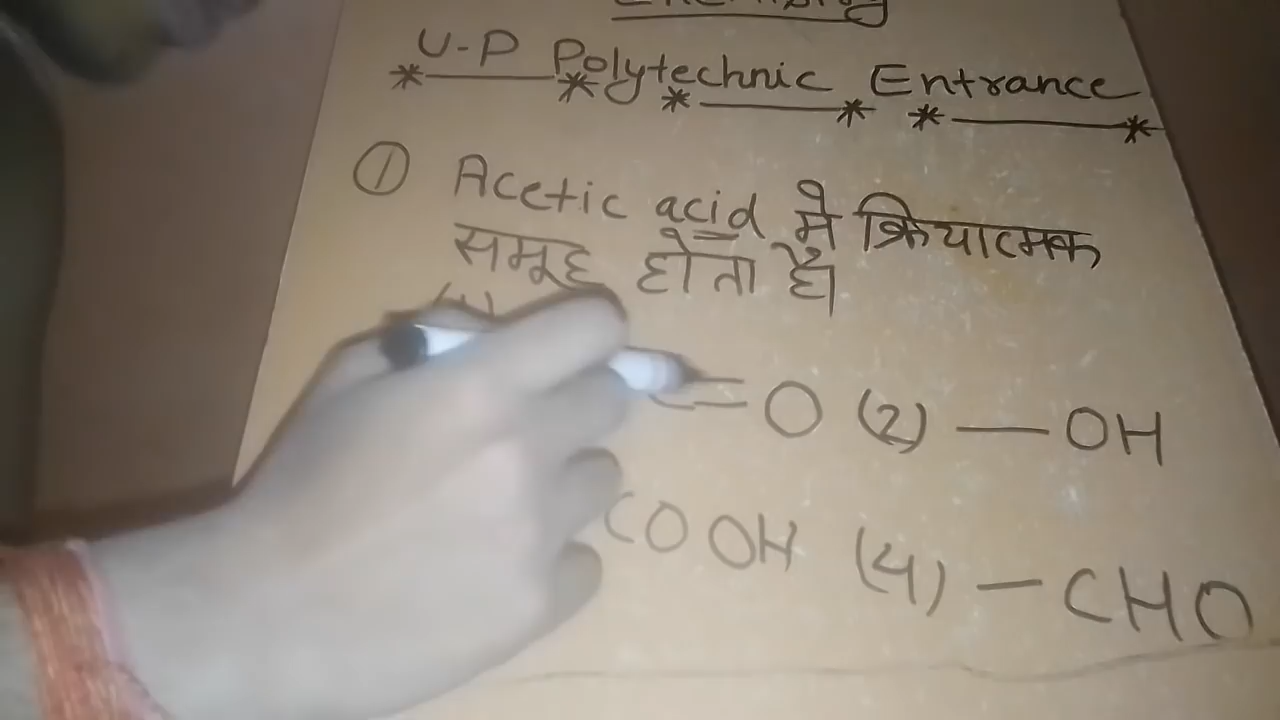 U-P Polytechnic Entrance
① Acetic acid मे क्रियात्मक
समूह होता है।
=O (2) — OH
COOH (4) — CHO